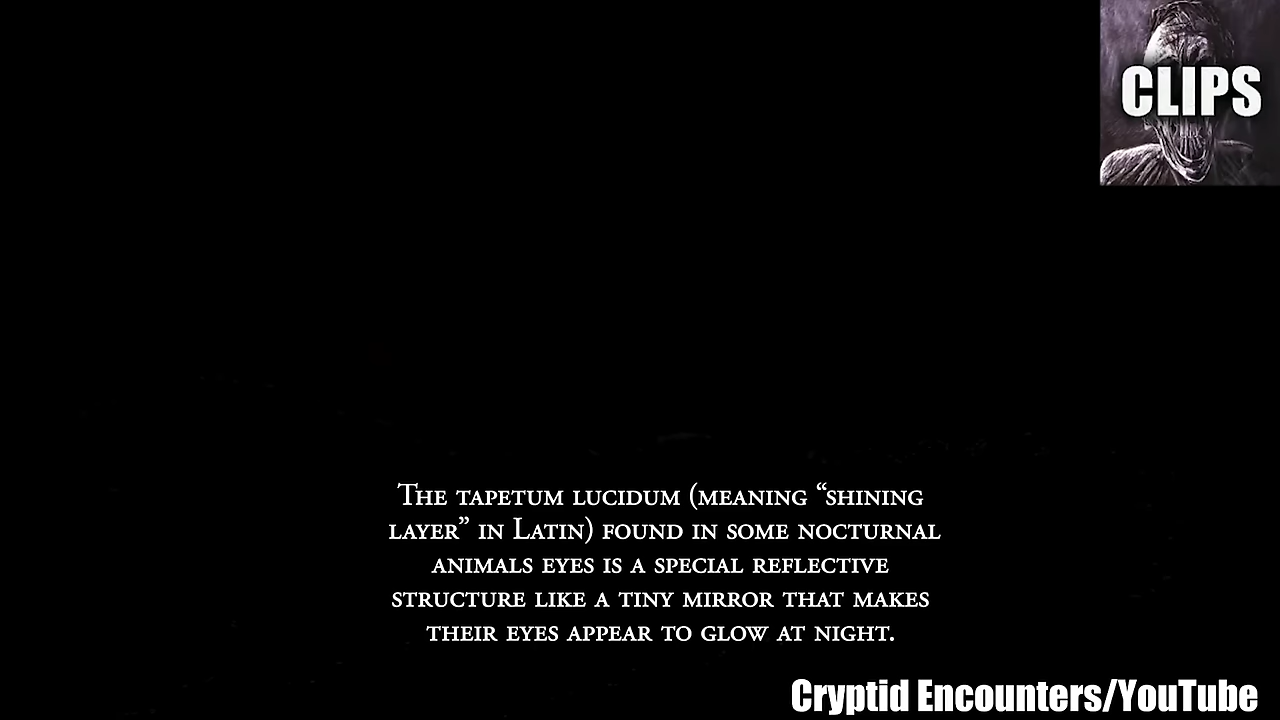 CLIPS
The tapetum lucidum (meaning “shining
layer” in Latin) found in some nocturnal
animals eyes is a special reflective
structure like a tiny mirror that makes
their eyes appear to glow at night.
Cryptid Encounters/YouTube